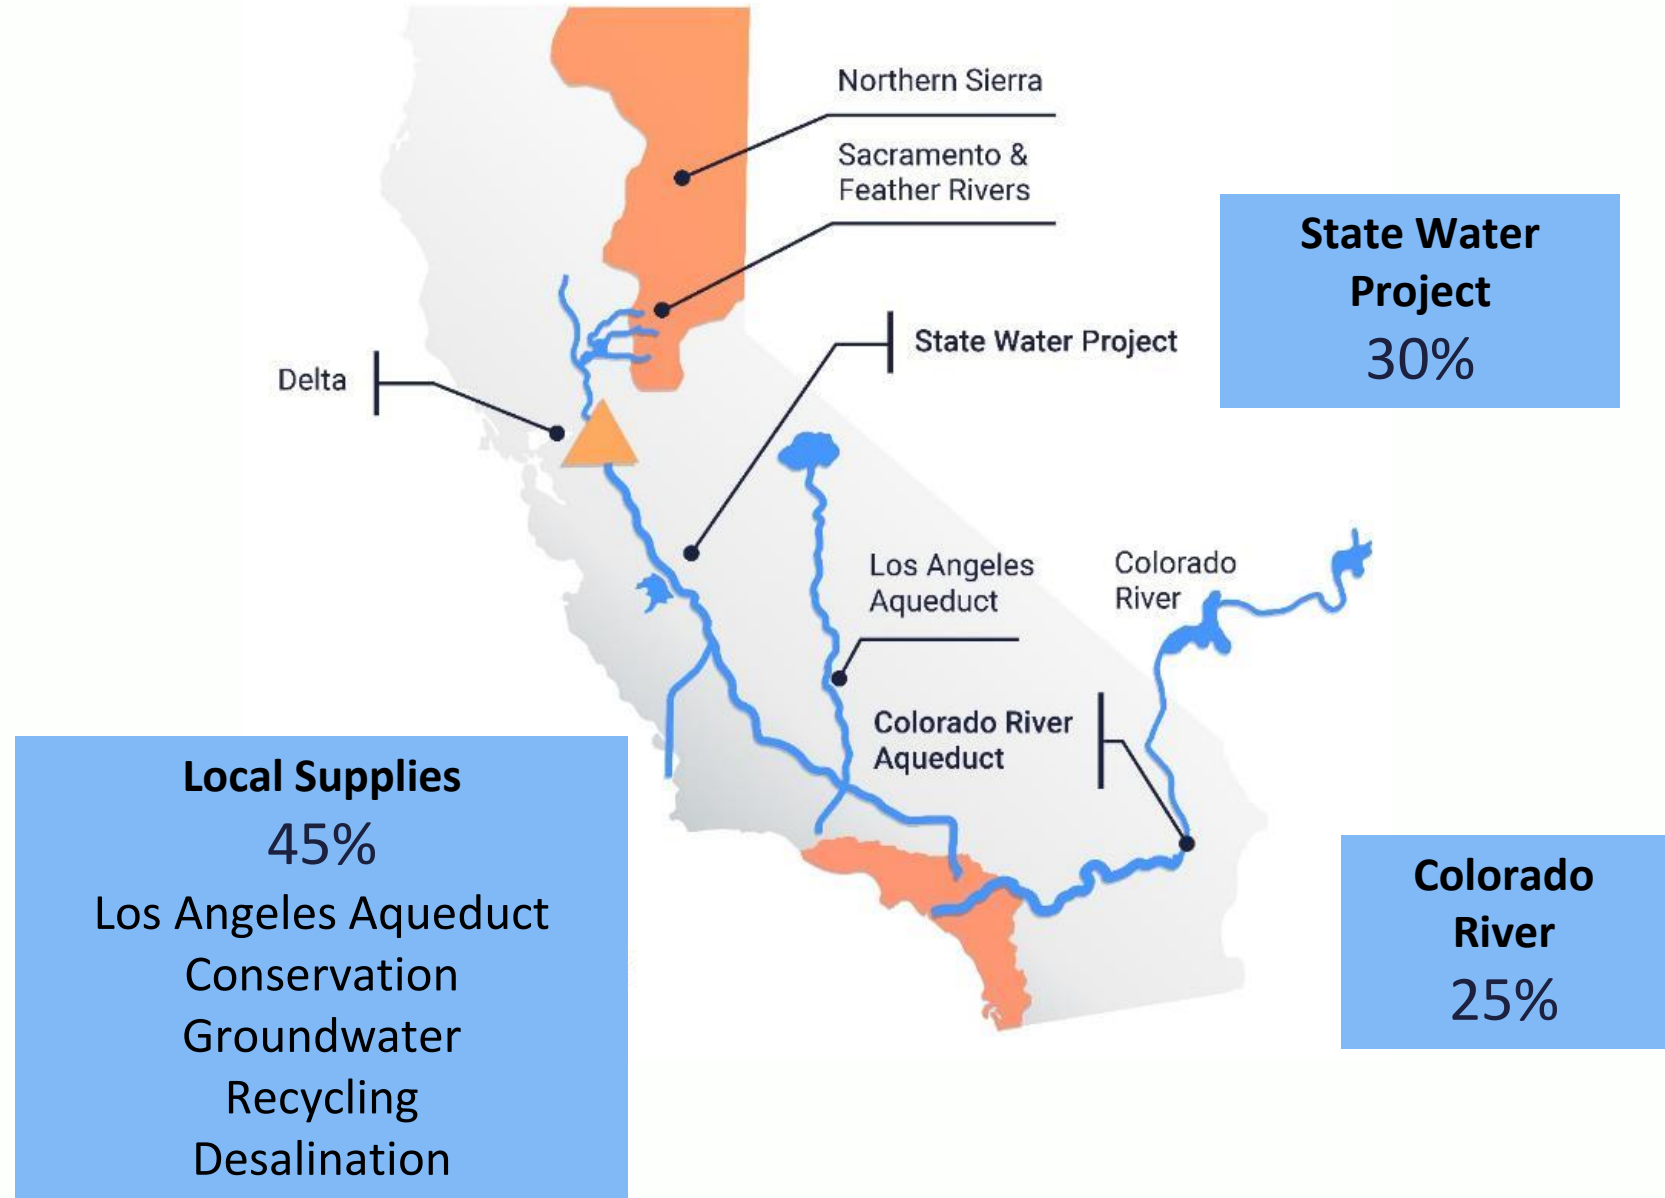 Northern Sierra
Sacramento &
Feather Rivers
State Water
Project
30%
State Water Project
Delta
Los Angeles
Aqueduct
Colorado
River
Colorado River
Aqueduct
Local Supplies
45%
Los Angeles Aqueduct
Conservation
Groundwater
Recycling
Desalination
Colorado
River
25%